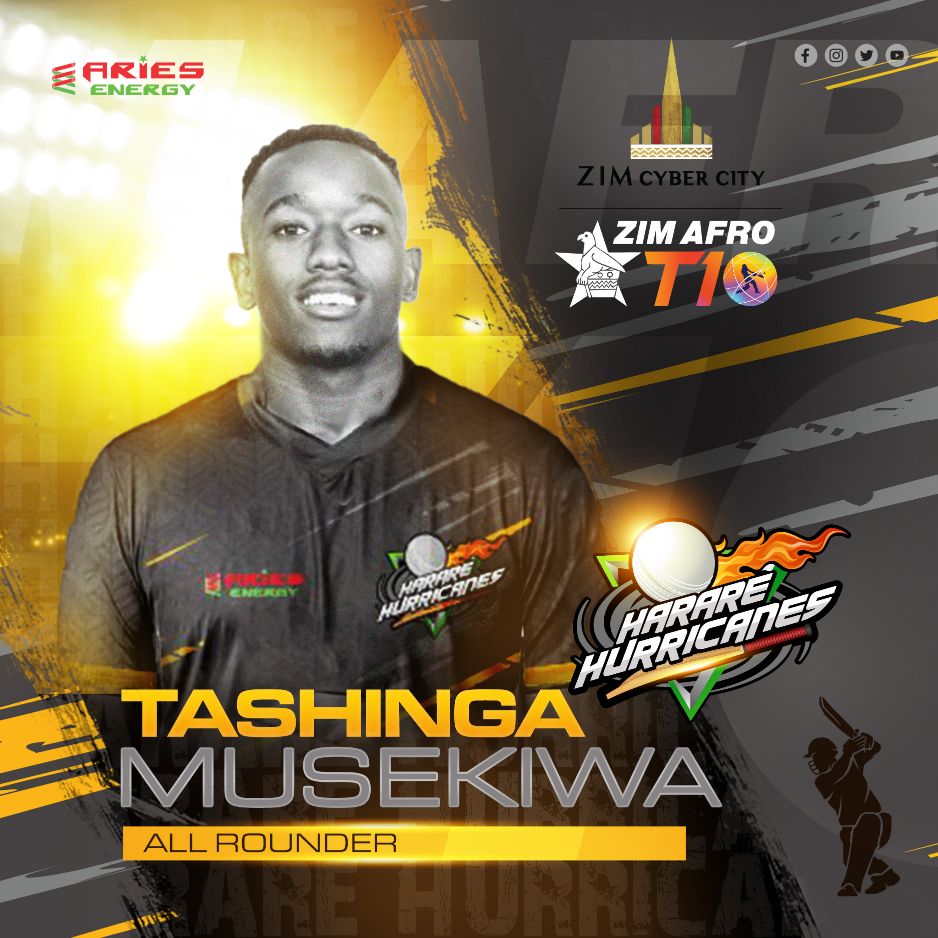 ARIES
ENERGY
ZIM CYBER CITY
ZIM AFRO
T10
ARIES
ENERGY
HARARE
HURRICANES
HARARE
HURRICANES
TASHINGA
MUSEKIWA
ALL ROUNDER